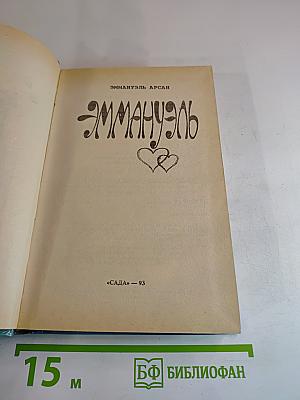 ЭММАНУЭЛЬ АРСАН
ЭММАНУЭЛЬ
«САДА» — 93
15 м
БФ БИБЛИОФАН